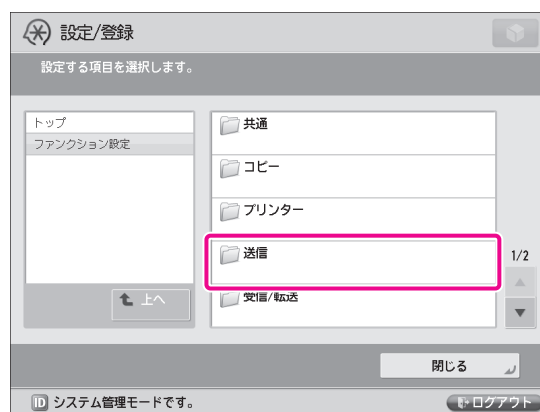 設定/登録
設定する項目を選択します。
トップ
ファンクション設定
上へ
共通
コピー
プリンター
送信
受信/転送
1/2
閉じる
ID システム管理モードです。
ログアウト